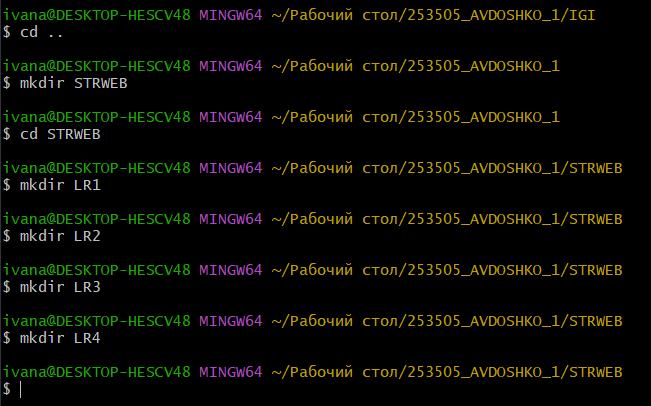 ivana@DESKTOP-HESCV48 MINGW64 ~/Рабочий стол/253505_AVDOSHKO_1/IGI
$ cd ..
ivana@DESKTOP-HESCV48 MINGW64 ~/Рабочий стол/253505_AVDOSHKO_1
$ mkdir STRWEB
ivana@DESKTOP-HESCV48 MINGW64 ~/Рабочий стол/253505_AVDOSHKO_1
$ cd STRWEB
ivana@DESKTOP-HESCV48 MINGW64 ~/Рабочий стол/253505_AVDOSHKO_1/STRWEB
$ mkdir LR1
ivana@DESKTOP-HESCV48 MINGW64 ~/Рабочий стол/253505_AVDOSHKO_1/STRWEB
$ mkdir LR2
ivana@DESKTOP-HESCV48 MINGW64 ~/Рабочий стол/253505_AVDOSHKO_1/STRWEB
$ mkdir LR3
ivana@DESKTOP-HESCV48 MINGW64 ~/Рабочий стол/253505_AVDOSHKO_1/STRWEB
$ mkdir LR4
ivana@DESKTOP-HESCV48 MINGW64 ~/Рабочий стол/253505_AVDOSHKO_1/STRWEB
$